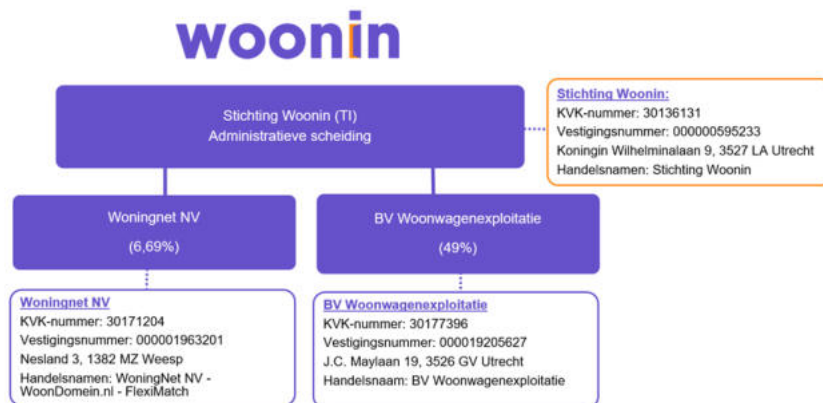 woonin
Stichting Woonin (TI)
Administratieve scheiding
Stichting Woonin:
KVK-nummer: 30136131
Vestigingsnummer: 000000595233
Koningin Wilhelminalaan 9, 3527 LA Utrecht
Handelsnamen: Stichting Woonin
Woningnet NV
(6,69%)
BV Woonwagenexploitatie
(49%)
Woningnet NV
KVK-nummer: 30171204
Vestigingsnummer: 000001963201
Nesland 3, 1382 MZ Weesp
Handelsnamen: WoningNet NV -
WoonDomein.nl - FlexiMatch
BV Woonwagenexploitatie
KVK-nummer: 30177396
Vestigingsnummer: 000019205627
J.C. Maylaan 19, 3526 GV Utrecht
Handelsnaam: BV Woonwagenexploitatie